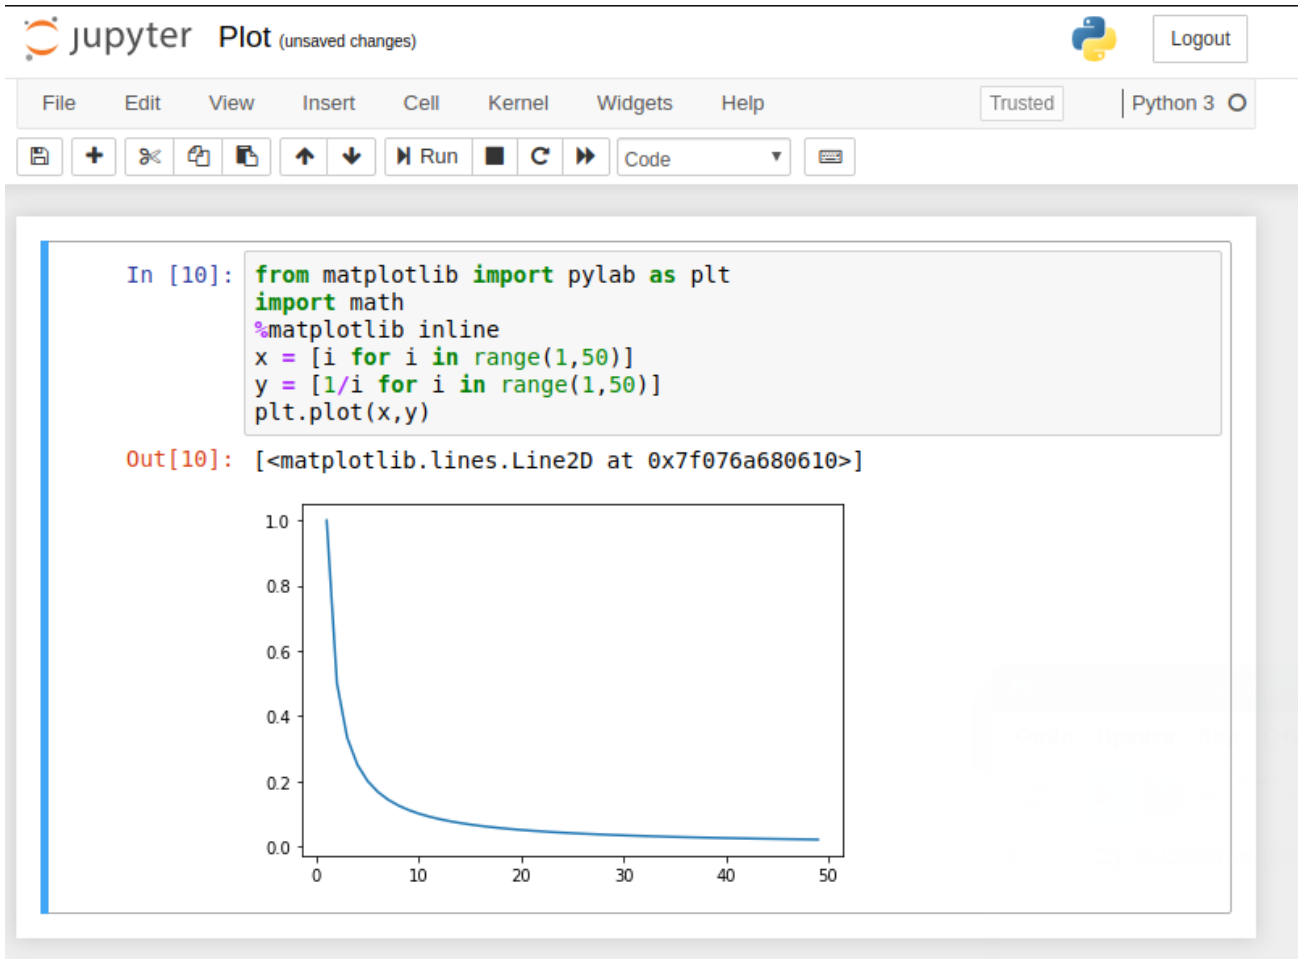 jupyter Plot (unsaved changes) Logout
File Edit View Insert Cell Kernel Widgets Help Trusted Python 3
Run Code
In [10]: from matplotlib import pylab as plt
import math
%matplotlib inline
x = [i for i in range(1,50)]
y = [1/i for i in range(1,50)]
plt.plot(x,y)
Out[10]: [<matplotlib.lines.Line2D at 0x7f076a680610>]
1.0
0.8
0.6
0.4
0.2
0.0
0 10 20 30 40 50